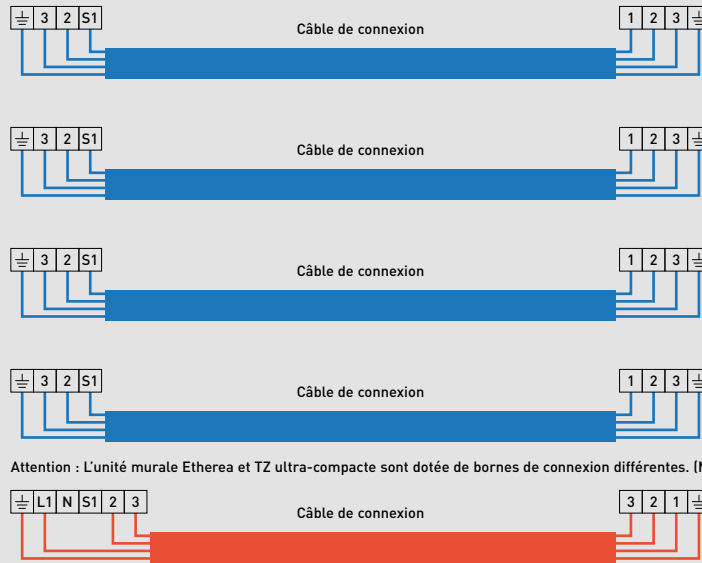 3 2 S1 Câble de connexion 1 2 3
3 2 S1 Câble de connexion 1 2 3
3 2 S1 Câble de connexion 1 2 3
3 2 S1 Câble de connexion 1 2 3
Attention : L'unité murale Etherea et TZ ultra-compacte sont dotée de bornes de connexion différentes. (
L1 N S1 2 3 Câble de connexion 3 2 1